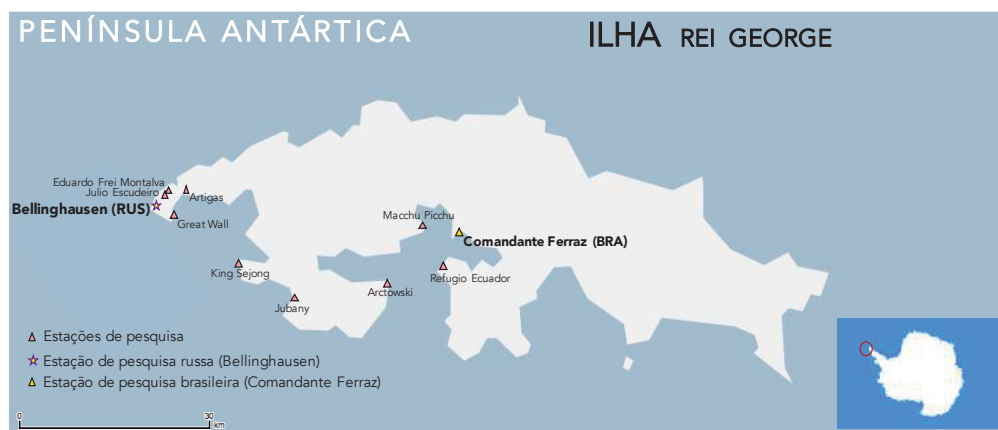 PENÍNSULA ANTÁRTICA
ILHA REI GEORGE
Eduardo Frei Montalva
Julio Escudeiro
Artigas
Bellinghausen (RUS)
Great Wall
Macchu Picchu
Comandante Ferraz (BRA)
King Sejong
Refugio Ecuador
Arctowski
Jubany
Estações de pesquisa
Estação de pesquisa russa (Bellinghausen)
Estação de pesquisa brasileira (Comandante Ferraz)
0 30
km